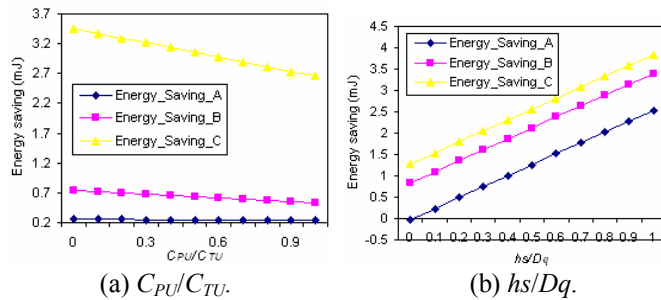 3.7
3.2
2.7
2.2
1.7
1.2
0.7
0.2
Energy saving (mJ)
Energy_Saving_A
Energy_Saving_B
Energy_Saving_C
0 0.3 0.6 0.9
CPU/CTU
(a) CPU/CTU.
4.5
4
3.5
3
2.5
2
1.5
1
0.5
0
-0.5
Energy saving (mJ)
Energy_Saving_A
Energy_Saving_B
Energy_Saving_C
0 0.1 0.2 0.3 0.4 0.5 0.6 0.7 0.8 0.9 1
hs/Dq
(b) hs/Dq.